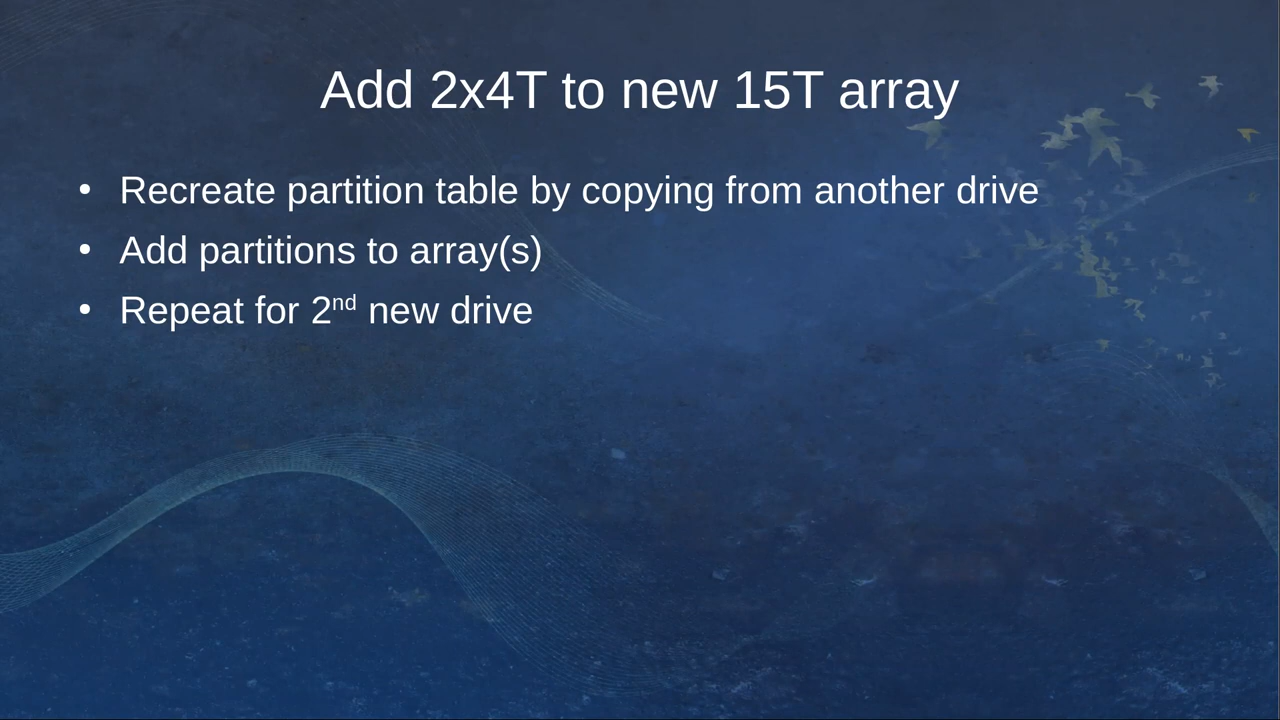 Add 2x4T to new 15T array
• Recreate partition table by copying from another drive
• Add partitions to array(s)
• Repeat for 2nd new drive